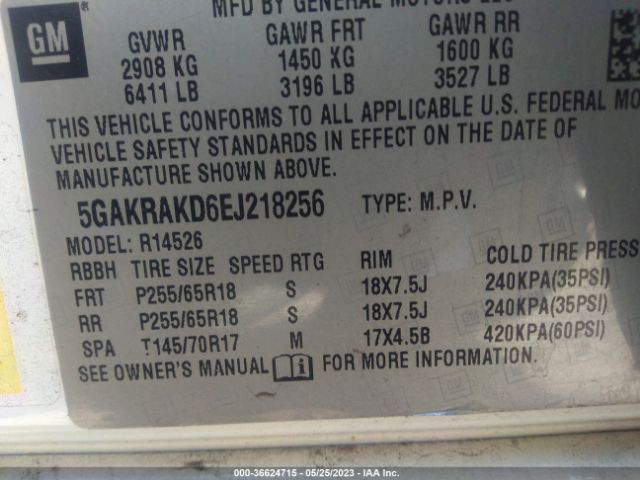 MFD BY GENERAL MOTORS LLC
GM
GVWR GAWR FRT GAWR RR
2908 KG 1450 KG 1600 KG
6411 LB 3196 LB 3527 LB
THIS VEHICLE CONFORMS TO ALL APPLICABLE U.S. FEDERAL MO
VEHICLE SAFETY STANDARDS IN EFFECT ON THE DATE OF
MANUFACTURE SHOWN ABOVE.
5GAKRAKD6EJ218256 TYPE: M.P.V.
MODEL: R14526
RBBH TIRE SIZE SPEED RTG RIM COLD TIRE PRESS
FRT P255/65R18 S 18X7.5J 240KPA(35PSI)
RR P255/65R18 S 18X7.5J 240KPA(35PSI)
SPA T145/70R17 M 17X4.5B 420KPA(60PSI)
SEE OWNER'S MANUAL i FOR MORE INFORMATION.
000-36624715 - 05/25/2023 - IAA Inc.